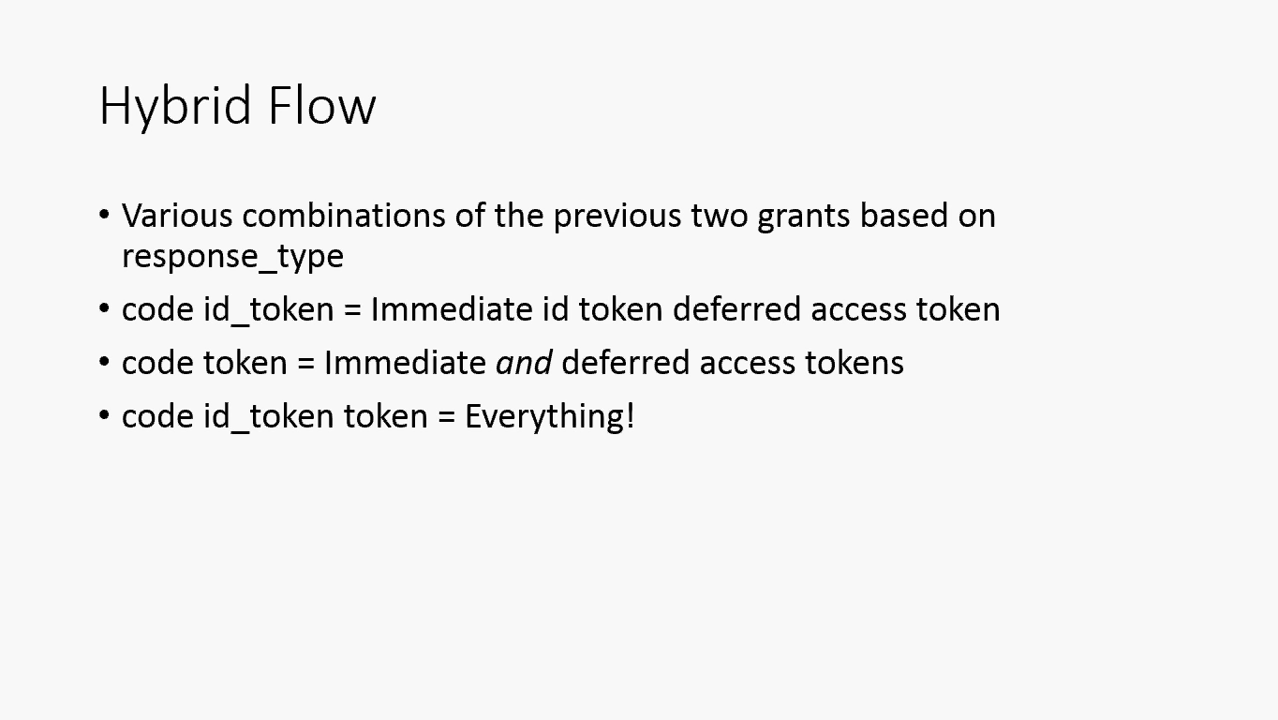 Hybrid Flow
• Various combinations of the previous two grants based on
response_type
• code id_token = Immediate id token deferred access token
• code token = Immediate and deferred access tokens
• code id_token token = Everything!